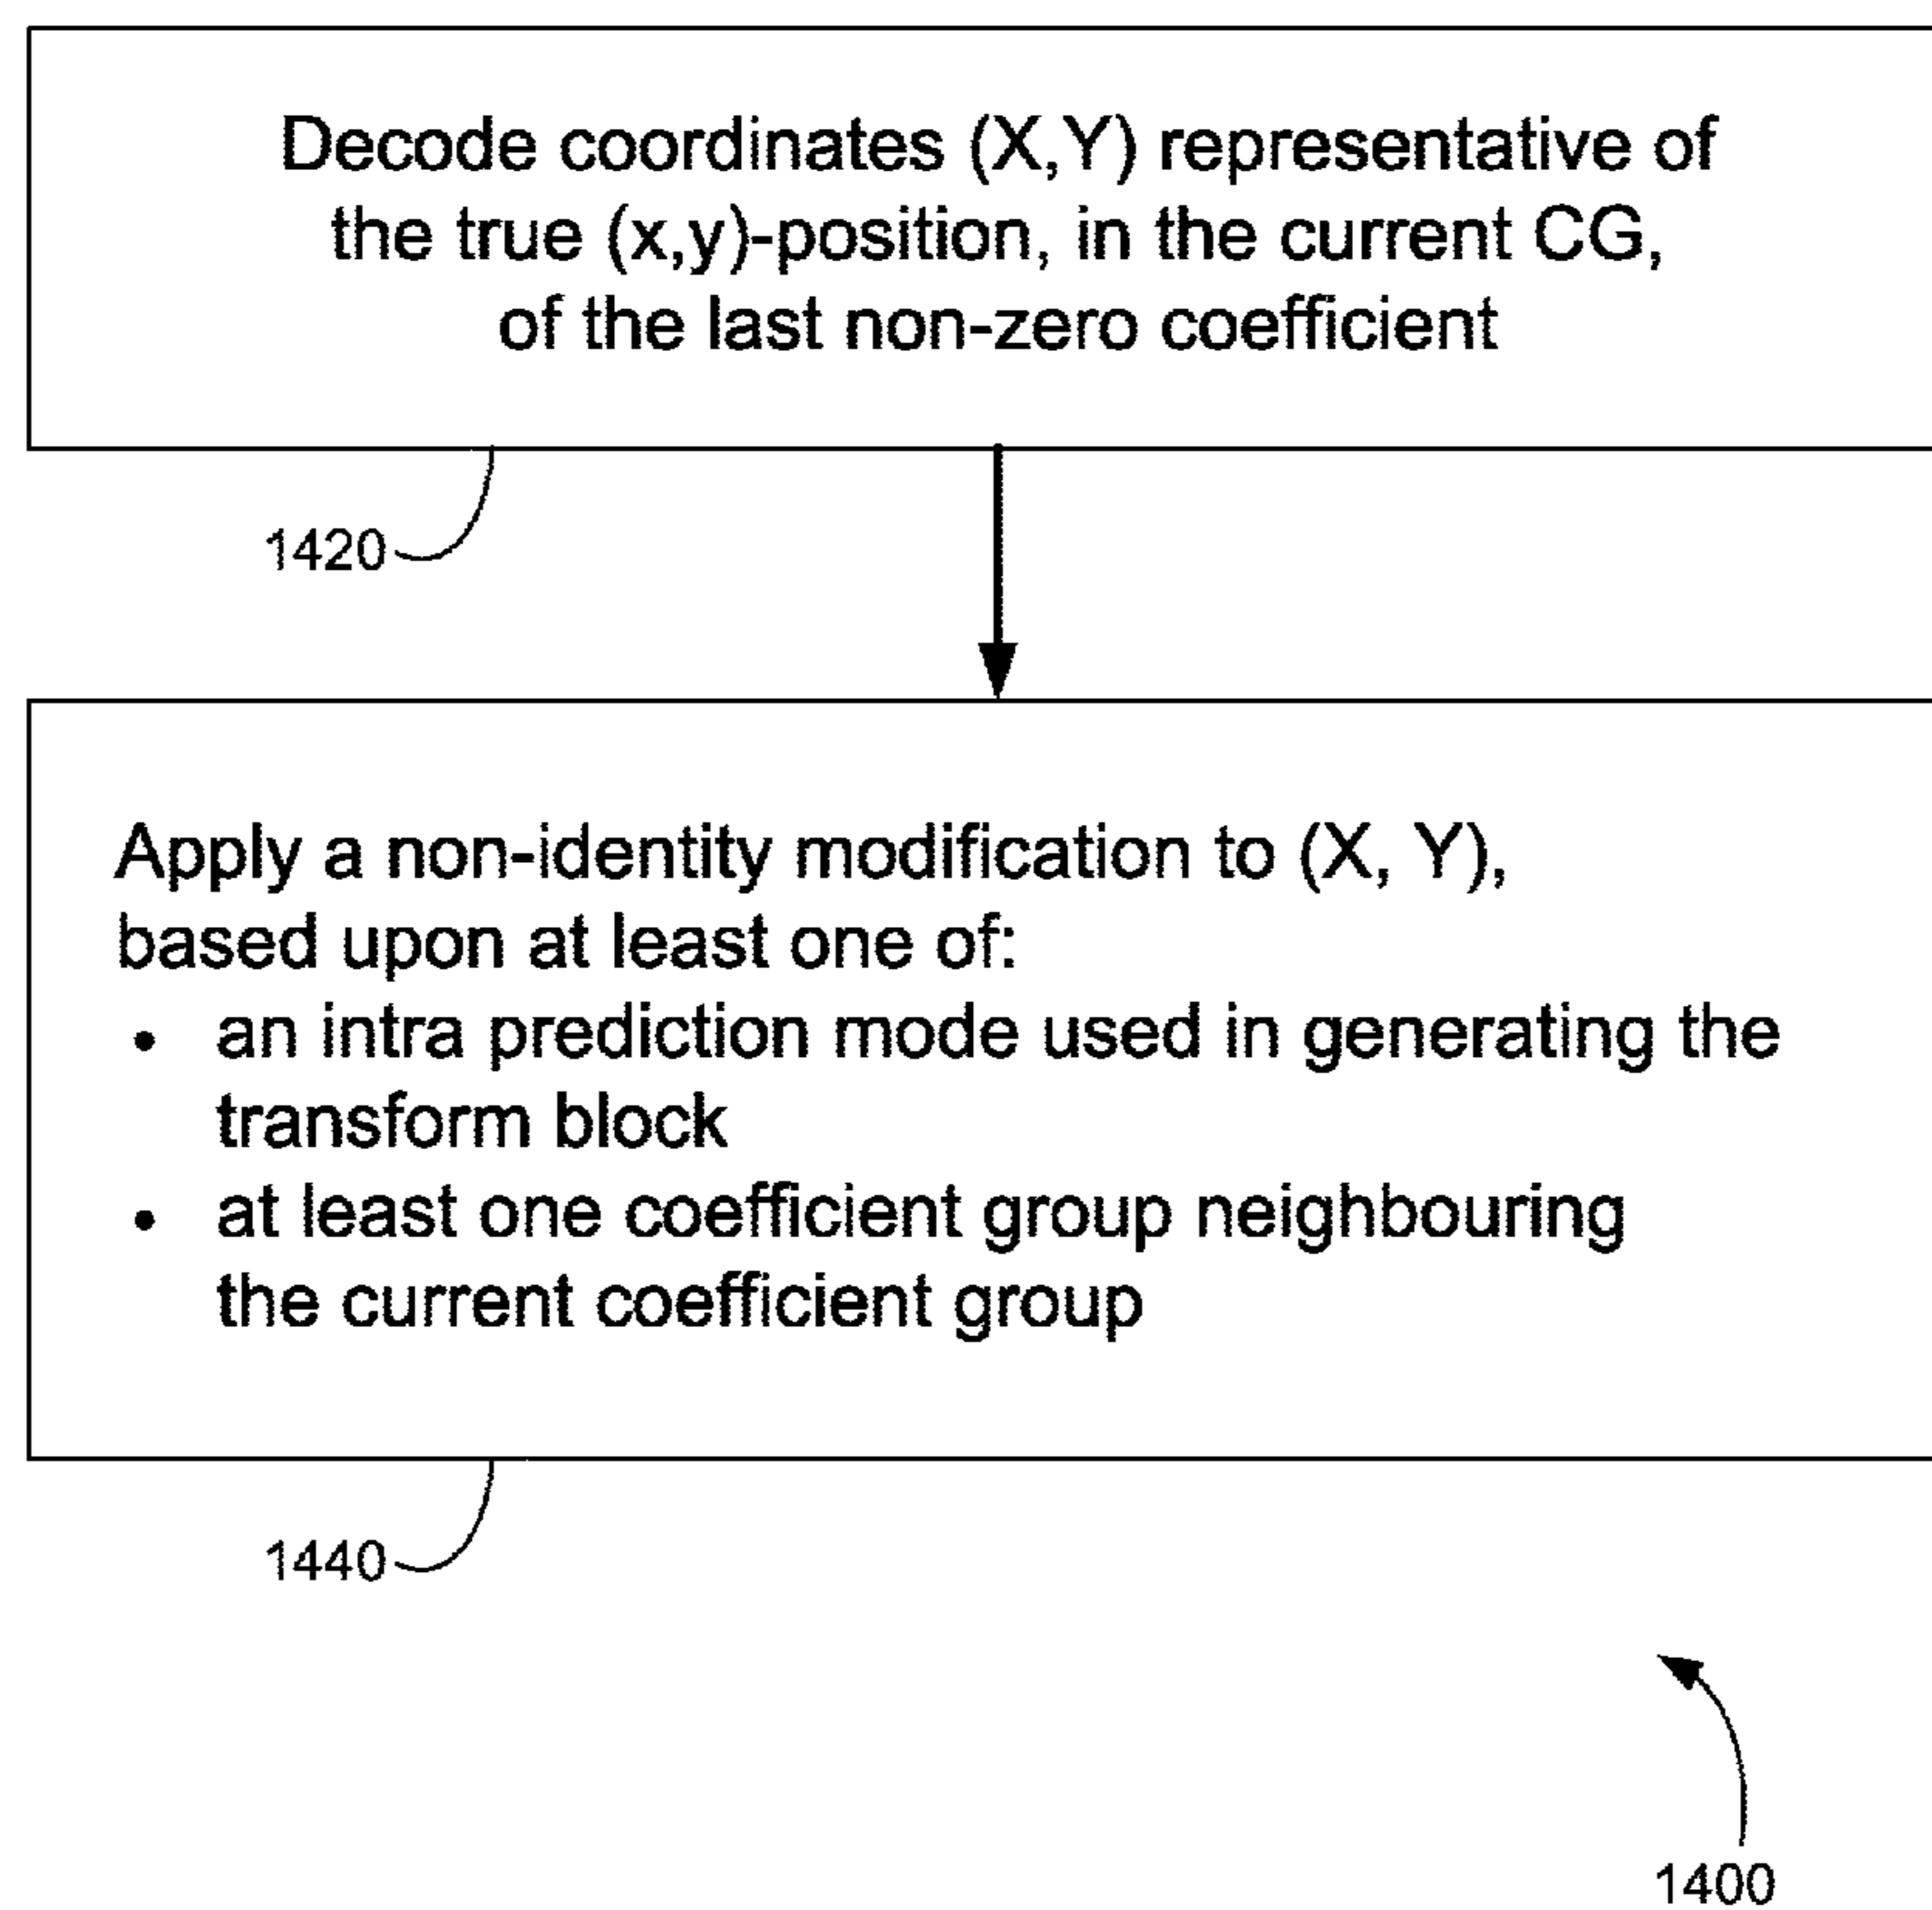 Decode coordinates (X,Y) representative of
the true (x,y)-position, in the current CG,
of the last non-zero coefficient
1420
Apply a non-identity modification to (X, Y),
based upon at least one of:
• an intra prediction mode used in generating the
transform block
• at least one coefficient group neighbouring
the current coefficient group
1440
1400